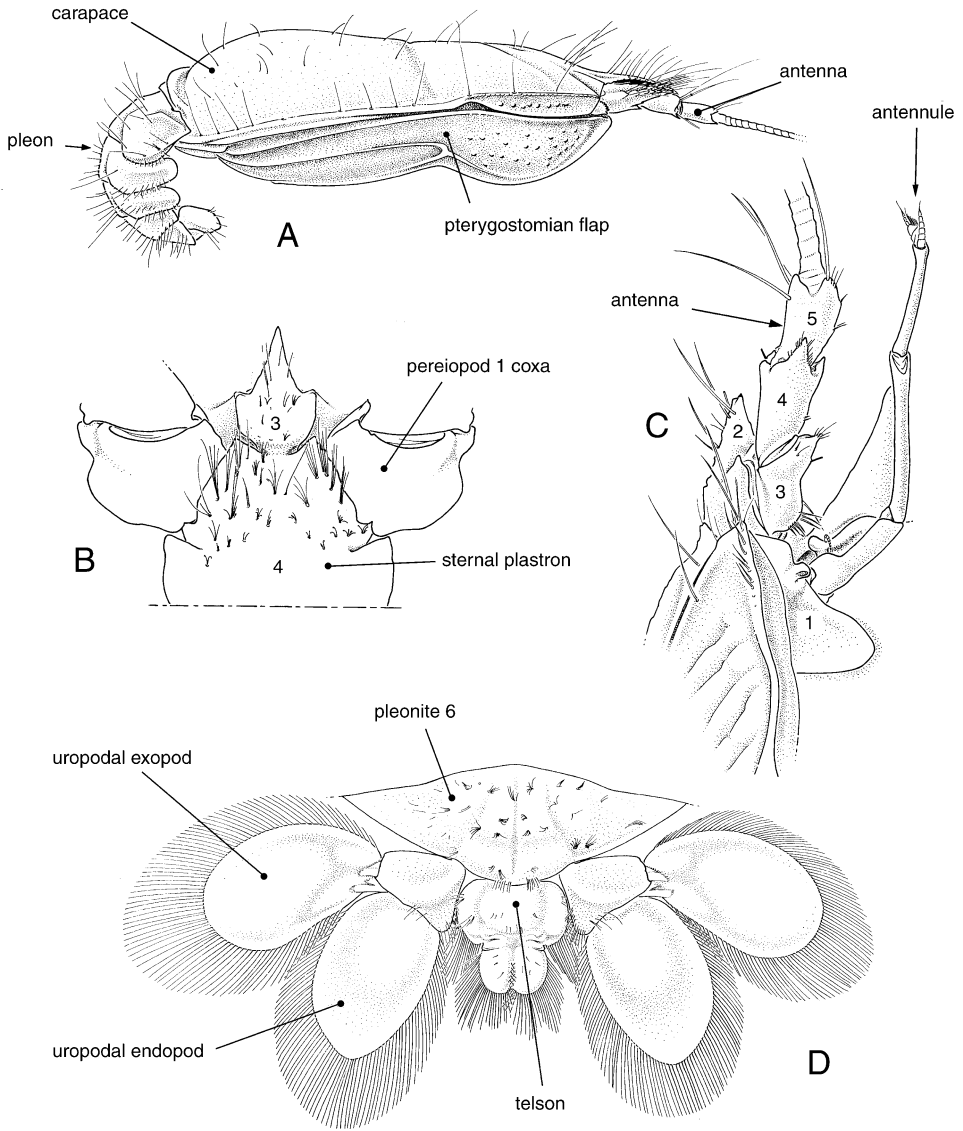 carapace
antenna
antennule
pleon
pterygostomian flap
A
antenna
5
pereiopod 1 coxa
4
C
2
3
3
B
sternal plastron
4
1
pleonite 6
uropodal exopod
uropodal endopod
D
telson